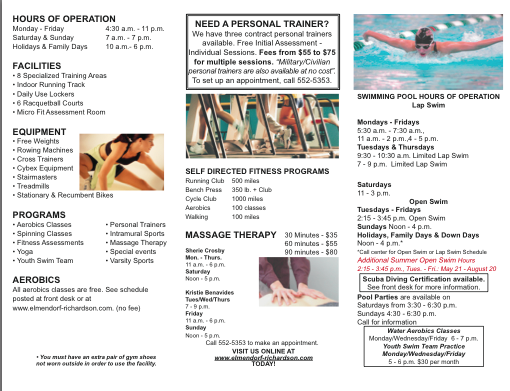 HOURS OF OPERATION
Monday - Friday 4:30 a.m. - 11 p.m.
Saturday & Sunday 7 a.m. - 7 p.m.
Holidays & Family Days 10 a.m.- 6 p.m.
FACILITIES
• 8 Specialized Training Areas
• Indoor Running Track
• Daily Use Lockers
• 6 Racquetball Courts
• Micro Fit Assessment Room
EQUIPMENT
• Free Weights
• Rowing Machines
• Cross Trainers
• Cybex Equipment
• Stairmasters
• Treadmills
• Stationary & Recumbent Bikes
PROGRAMS
• Aerobics Classes
• Spinning Classes
• Fitness Assessments
• Yoga
• Youth Swim Team
• Personal Trainers
• Intramural Sports
• Massage Therapy
• Special events
• Varsity Sports
AEROBICS
All aerobics classes are free. See schedule
posted at front desk or at
www.elmendorf-richardson.com. (no fee)
• You must have an extra pair of gym shoes
not worn outside in order to use the facility.
NEED A PERSONAL TRAINER?
We have three contract personal trainers
available. Free Initial Assessment -
Individual Sessions. Fees from $55 to $75
for multiple sessions. "Military/Civilian
personal trainers are also available at no cost".
To set up an appointment, call 552-5353.
SELF DIRECTED FITNESS PROGRAMS
Running Club 500 miles
Bench Press 350 lb. + Club
Cycle Club 1000 miles
Aerobics 100 classes
Walking 100 miles
MASSAGE THERAPY 30 Minutes - $35
60 minutes - $55
90 minutes - $80
Sherie Crosby
Mon. - Thurs.
11 a.m. - 6 p.m.
Saturday
Noon - 5 p.m.
Kristie Benavides
Tues/Wed/Thurs
7 - 9 p.m.
Friday
11 a.m. - 6 p.m.
Sunday
Noon - 5 p.m.
Call 552-5353 to make an appointment.
VISIT US ONLINE AT
www.elmendorf-richardson.com
TODAY!
SWIMMING POOL HOURS OF OPERATION
Lap Swim
Mondays - Fridays
5:30 a.m. - 7:30 a.m.,
11 a.m. - 2 p.m.,4 - 5 p.m.
Tuesdays & Thursdays
9:30 - 10:30 a.m. Limited Lap Swim
7 - 9 p.m. Limited Lap Swim
Saturdays
11 - 3 p.m.
Open Swim
Tuesdays - Fridays
2:15 - 3:45 p.m. Open Swim
Sundays Noon - 4 p.m.
Holidays, Family Days & Down Days
Noon - 4 p.m.*
*Call center for Open Swim or Lap Swim Schedule
Additional Summer Open Swim Hours
2:15 - 3:45 p.m., Tues. - Fri.: May 21 - August 20
Scuba Diving Certification available.
See front desk for more information.
Pool Parties are available on
Saturdays from 3:30 - 6:30 p.m.
Sundays 4:30 - 6:30 p.m.
Call for information
Water Aerobics Classes
Monday/Wednesday/Friday 6 - 7 p.m.
Youth Swim Team Practice
Monday/Wednesday/Friday
5 - 6 p.m. $30 per month